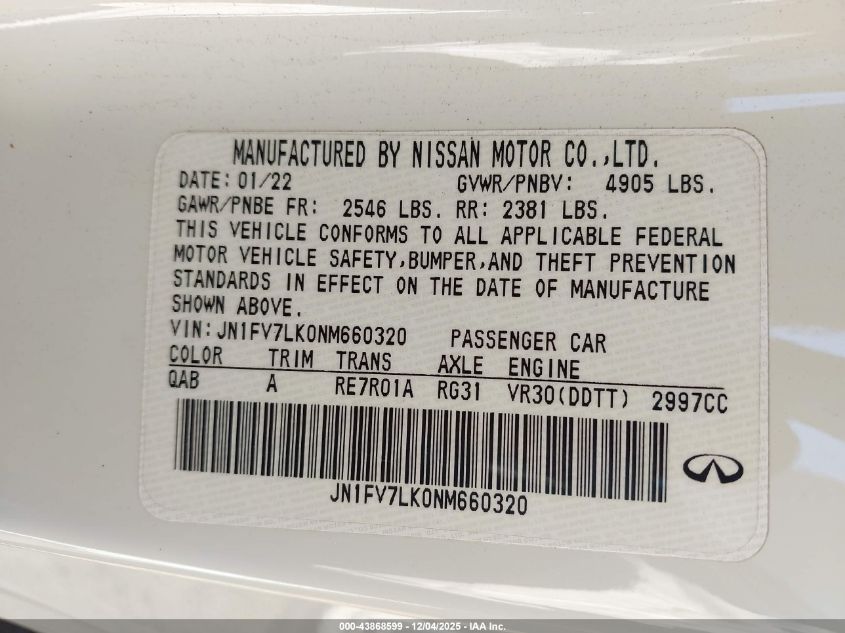 MANUFACTURED BY NISSAN MOTOR CO.,LTD.
DATE: 01/22 GVWR/PNBV: 4905 LBS.
GAWR/PNBE FR: 2546 LBS. RR: 2381 LBS.
THIS VEHICLE CONFORMS TO ALL APPLICABLE FEDERAL
MOTOR VEHICLE SAFETY,BUMPER,AND THEFT PREVENTION
STANDARDS IN EFFECT ON THE DATE OF MANUFACTURE
SHOWN ABOVE.
VIN:JN1FV7LK0NM660320 PASSENGER CAR
COLOR TRIM TRANS AXLE ENGINE
QAB A RE7R01A RG31 VR30(DDTT) 2997CC
JN1FV7LK0NM660320
000-43868599 - 12/04/2025 - IAA Inc.